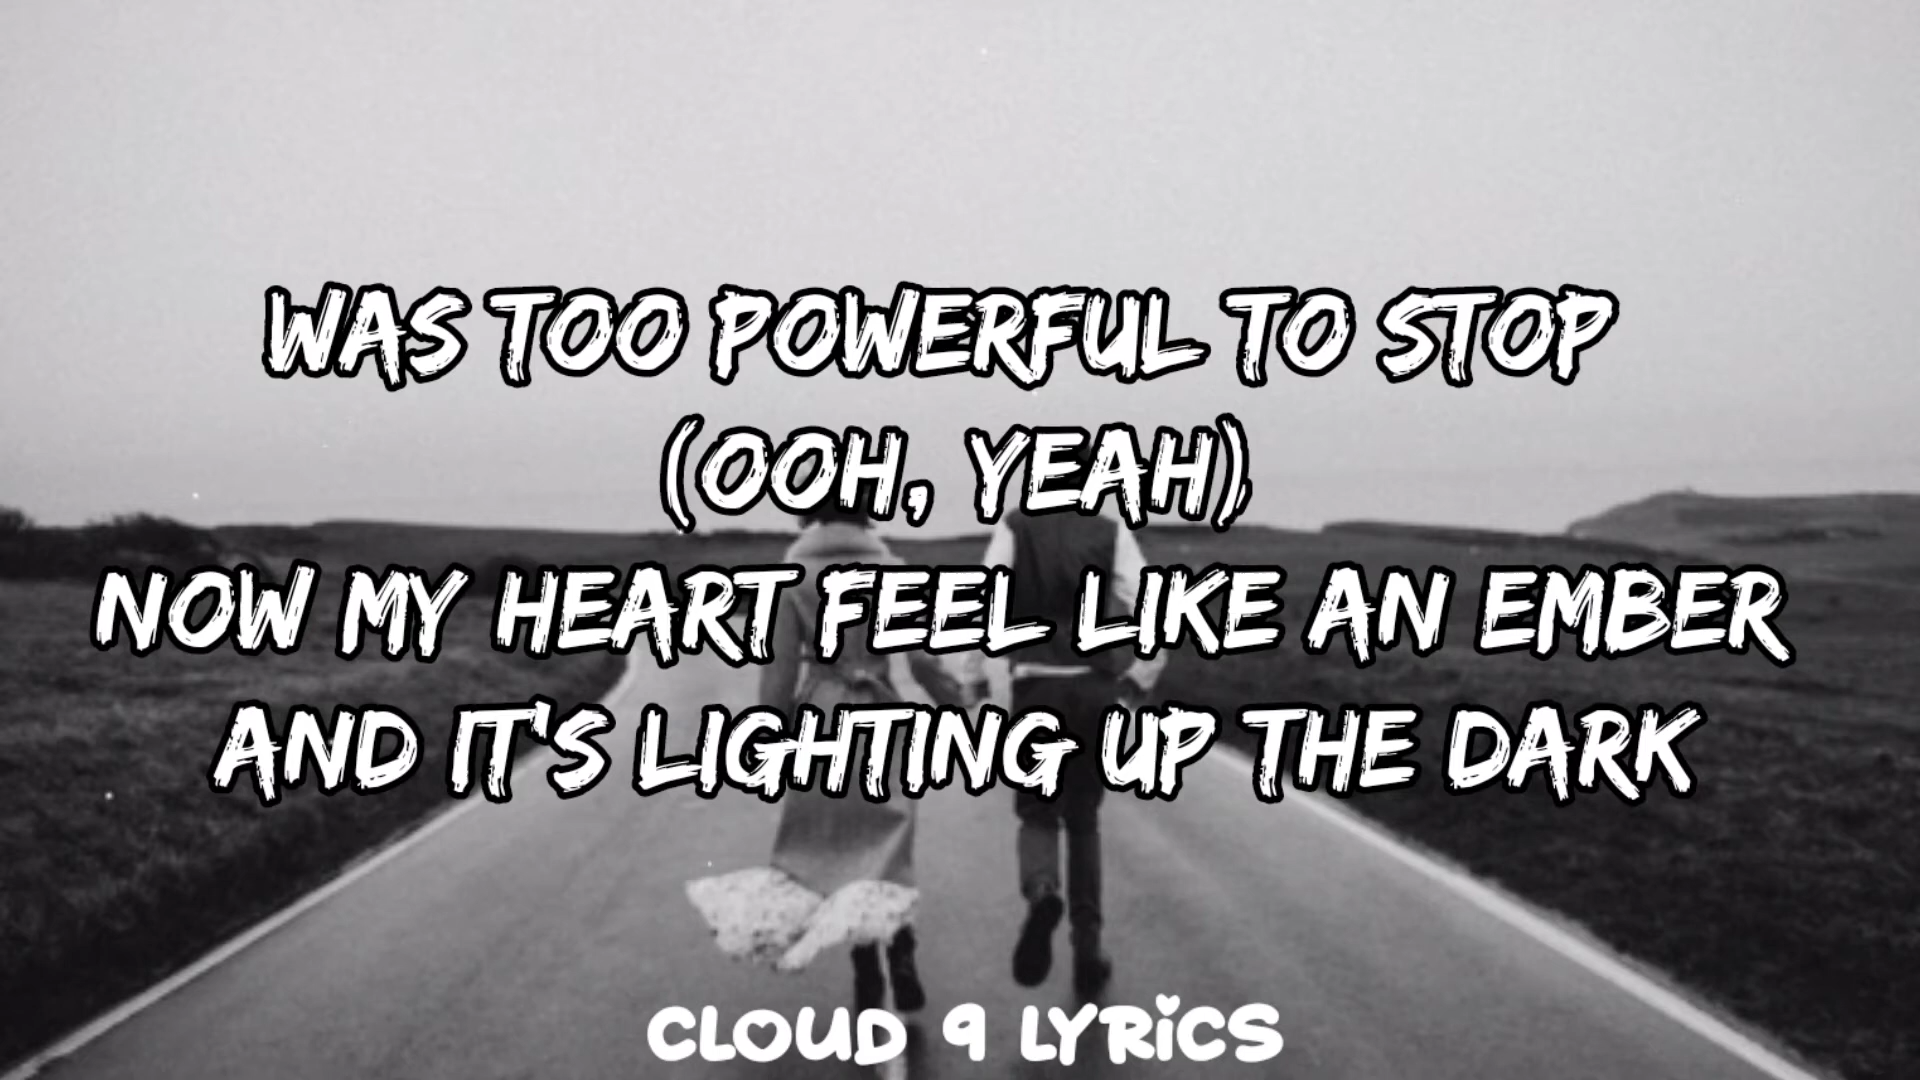 WAS TOO POWERFUL TO STOP
(OOH, YEAH)
NOW MY HEART FEEL LIKE AN EMBER
AND IT'S LIGHTING UP THE DARK
CLOUD 9 LYRICS